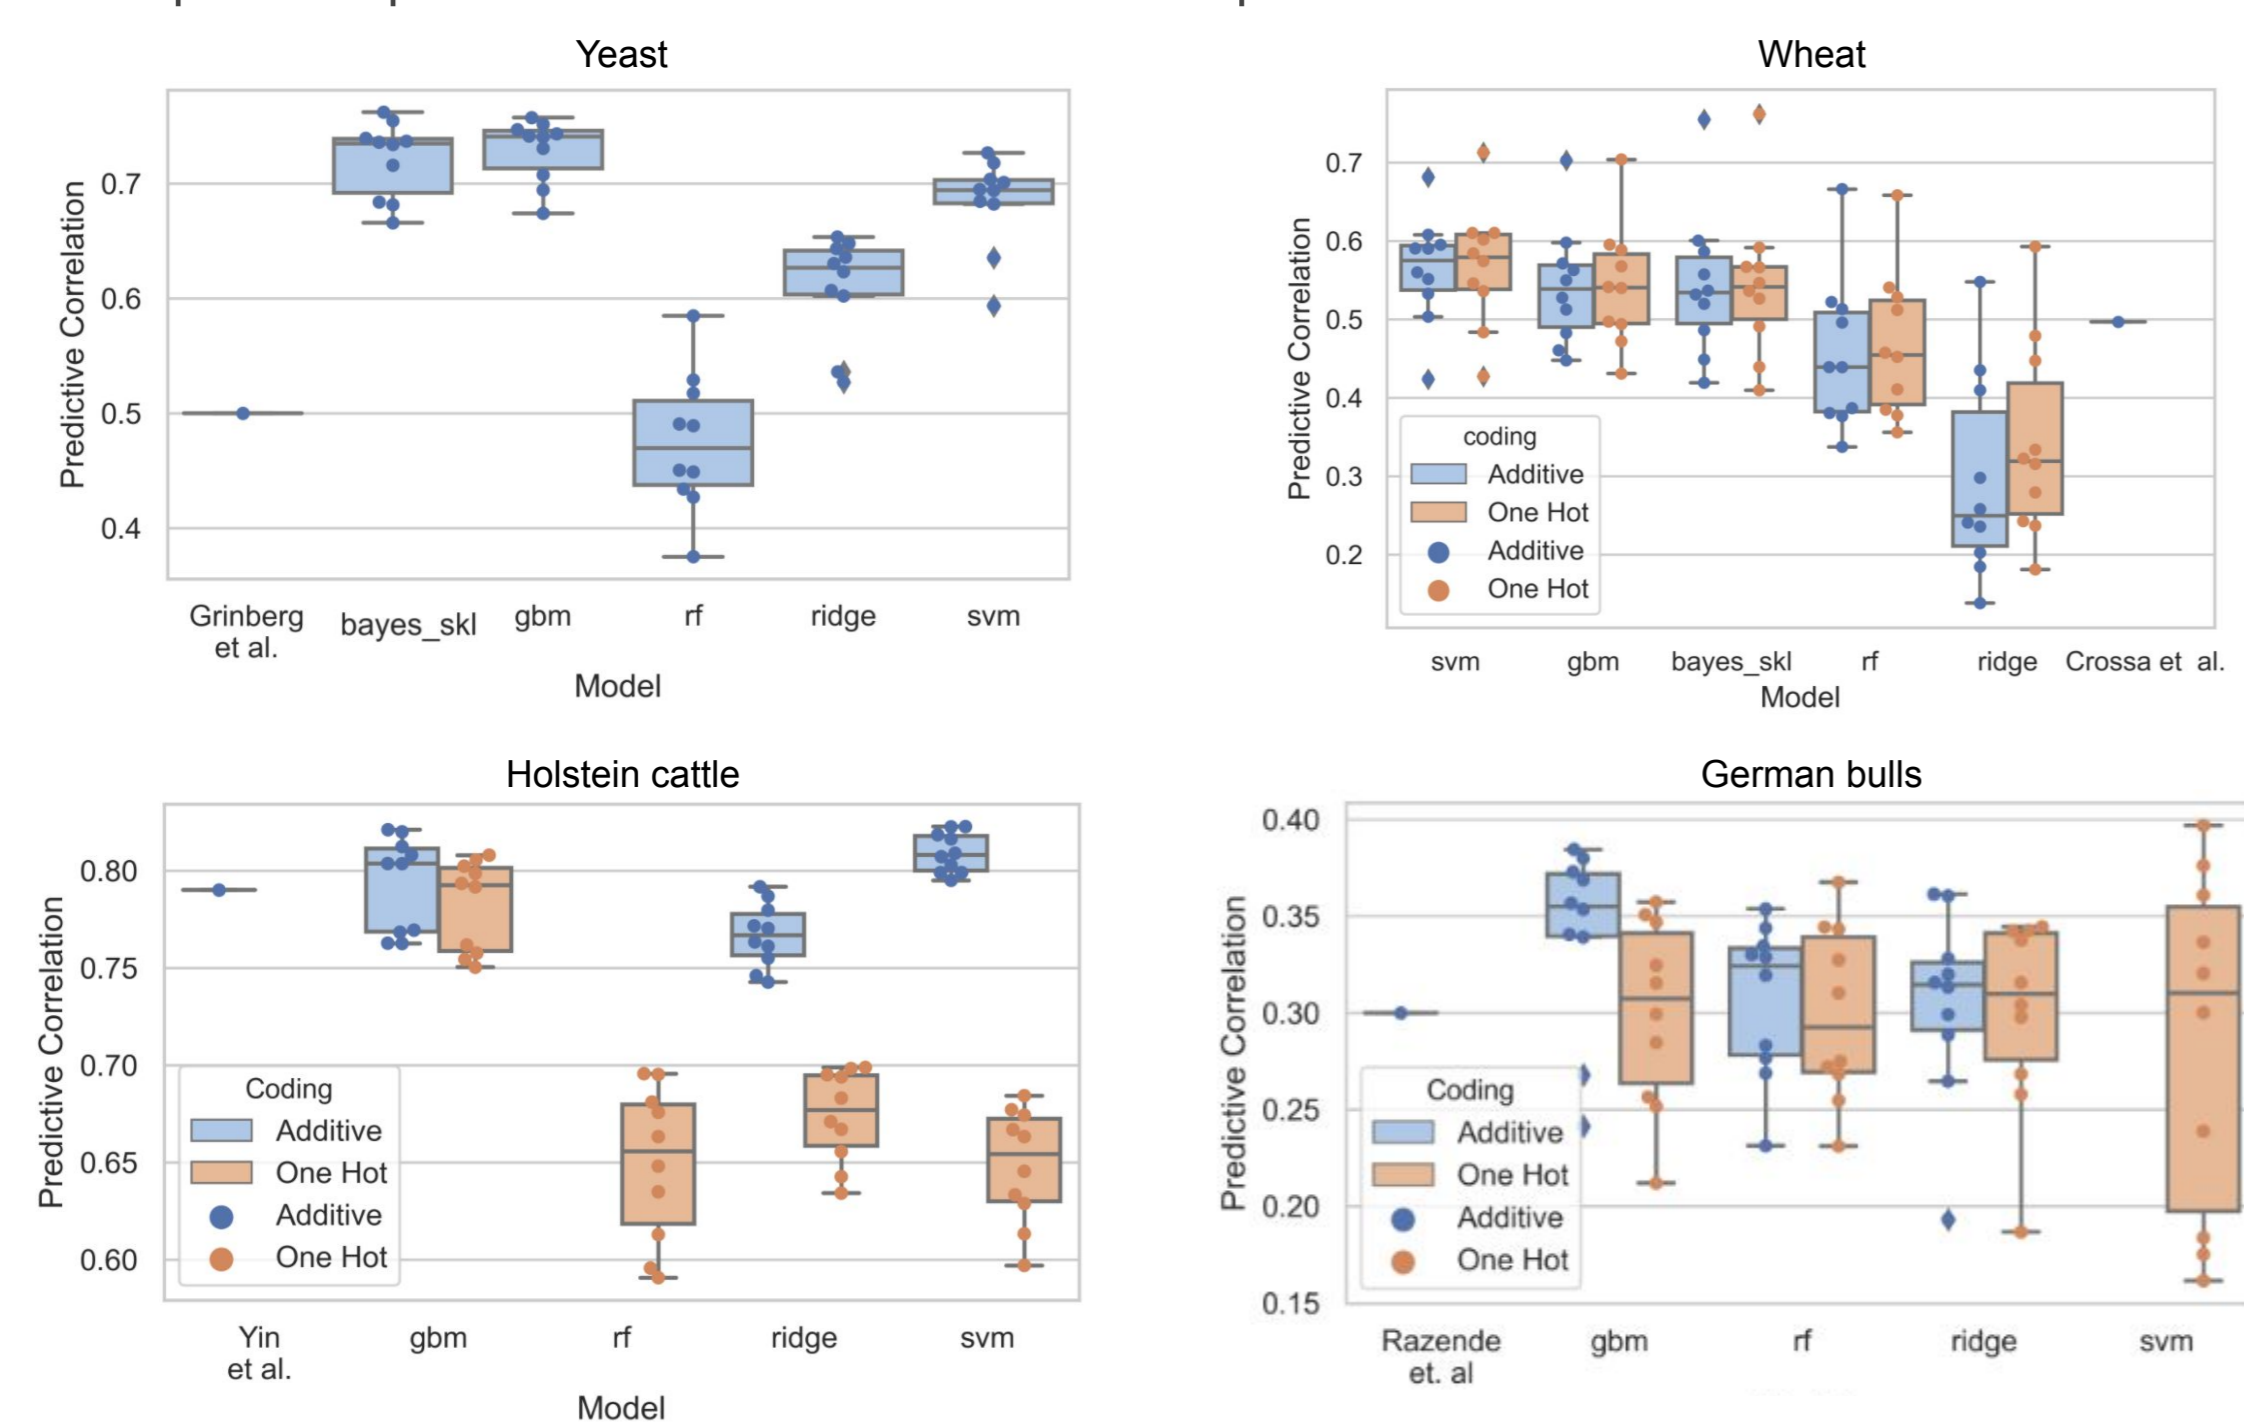 Yeast
Predictive Correlation
0.7
0.6
0.5
0.4
Grinberg
et al.
bayes_skl
gbm
rf
ridge
svm
Model
Wheat
Predictive Correlation
0.7
0.6
0.5
0.4
0.3
0.2
coding
Additive
One Hot
Additive
One Hot
svm
gbm
bayes_skl
rf
ridge
Crossa et al.
Model
Holstein cattle
Predictive Correlation
0.80
0.75
0.70
0.65
0.60
Coding
Additive
One Hot
Additive
One Hot
Yin
et al.
gbm
rf
ridge
svm
Model
German bulls
Predictive Correlation
0.40
0.35
0.30
0.25
0.20
0.15
Coding
Additive
One Hot
Additive
One Hot
Razende
et. al
gbm
rf
ridge
svm